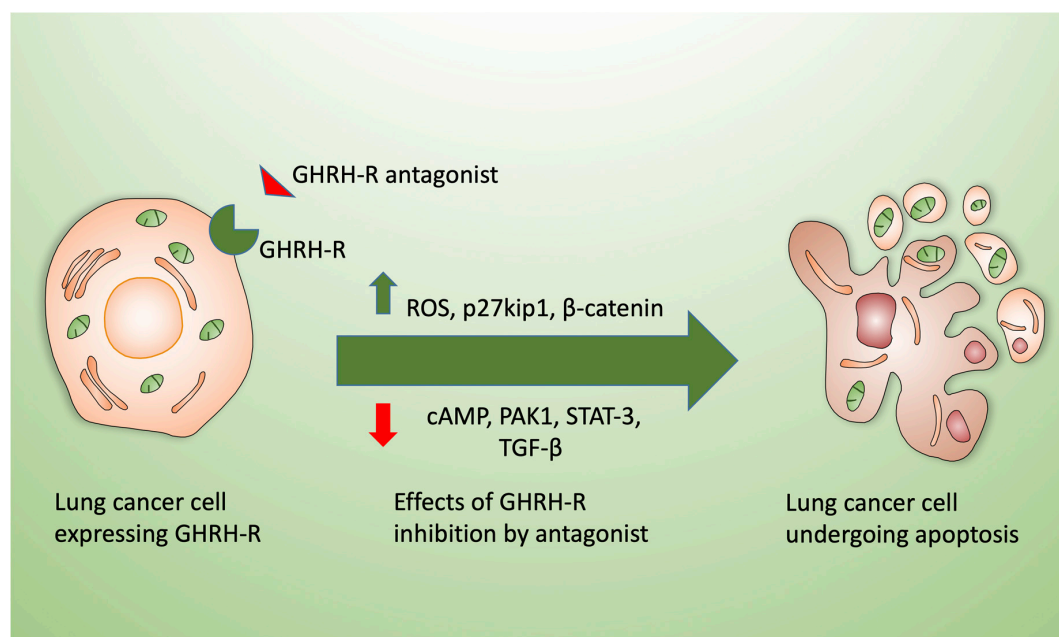 GHRH-R antagonist
GHRH-R
ROS, p27kip1, β-catenin
cAMP, PAK1, STAT-3,
TGF-β
Lung cancer cell
expressing GHRH-R
Effects of GHRH-R
inhibition by antagonist
Lung cancer cell
undergoing apoptosis